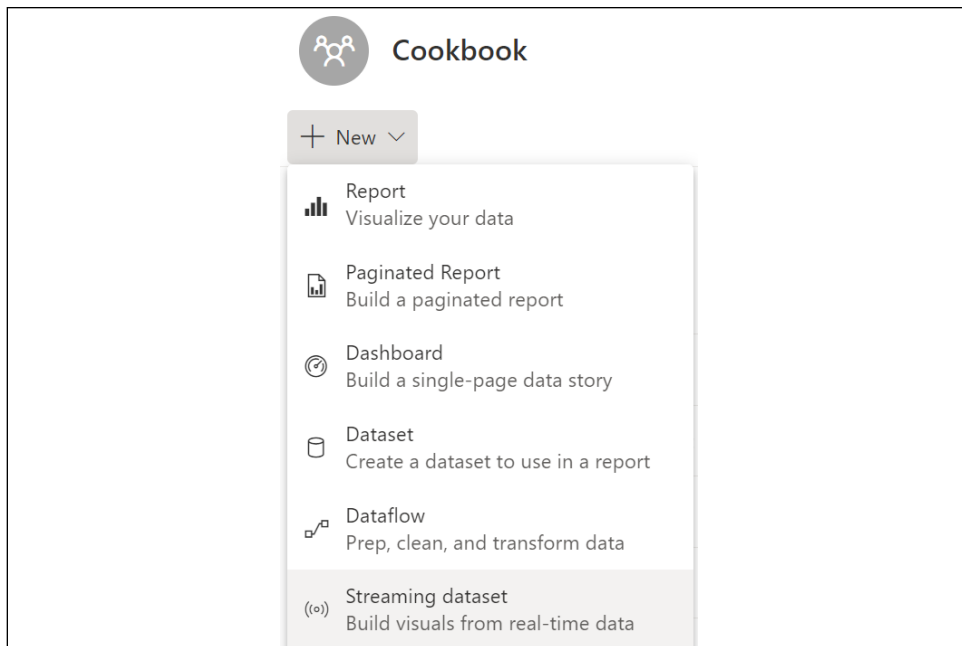 Cookbook
New
Report
Visualize your data
Paginated Report
Build a paginated report
Dashboard
Build a single-page data story
Dataset
Create a dataset to use in a report
Dataflow
Prep, clean, and transform data
Streaming dataset
Build visuals from real-time data